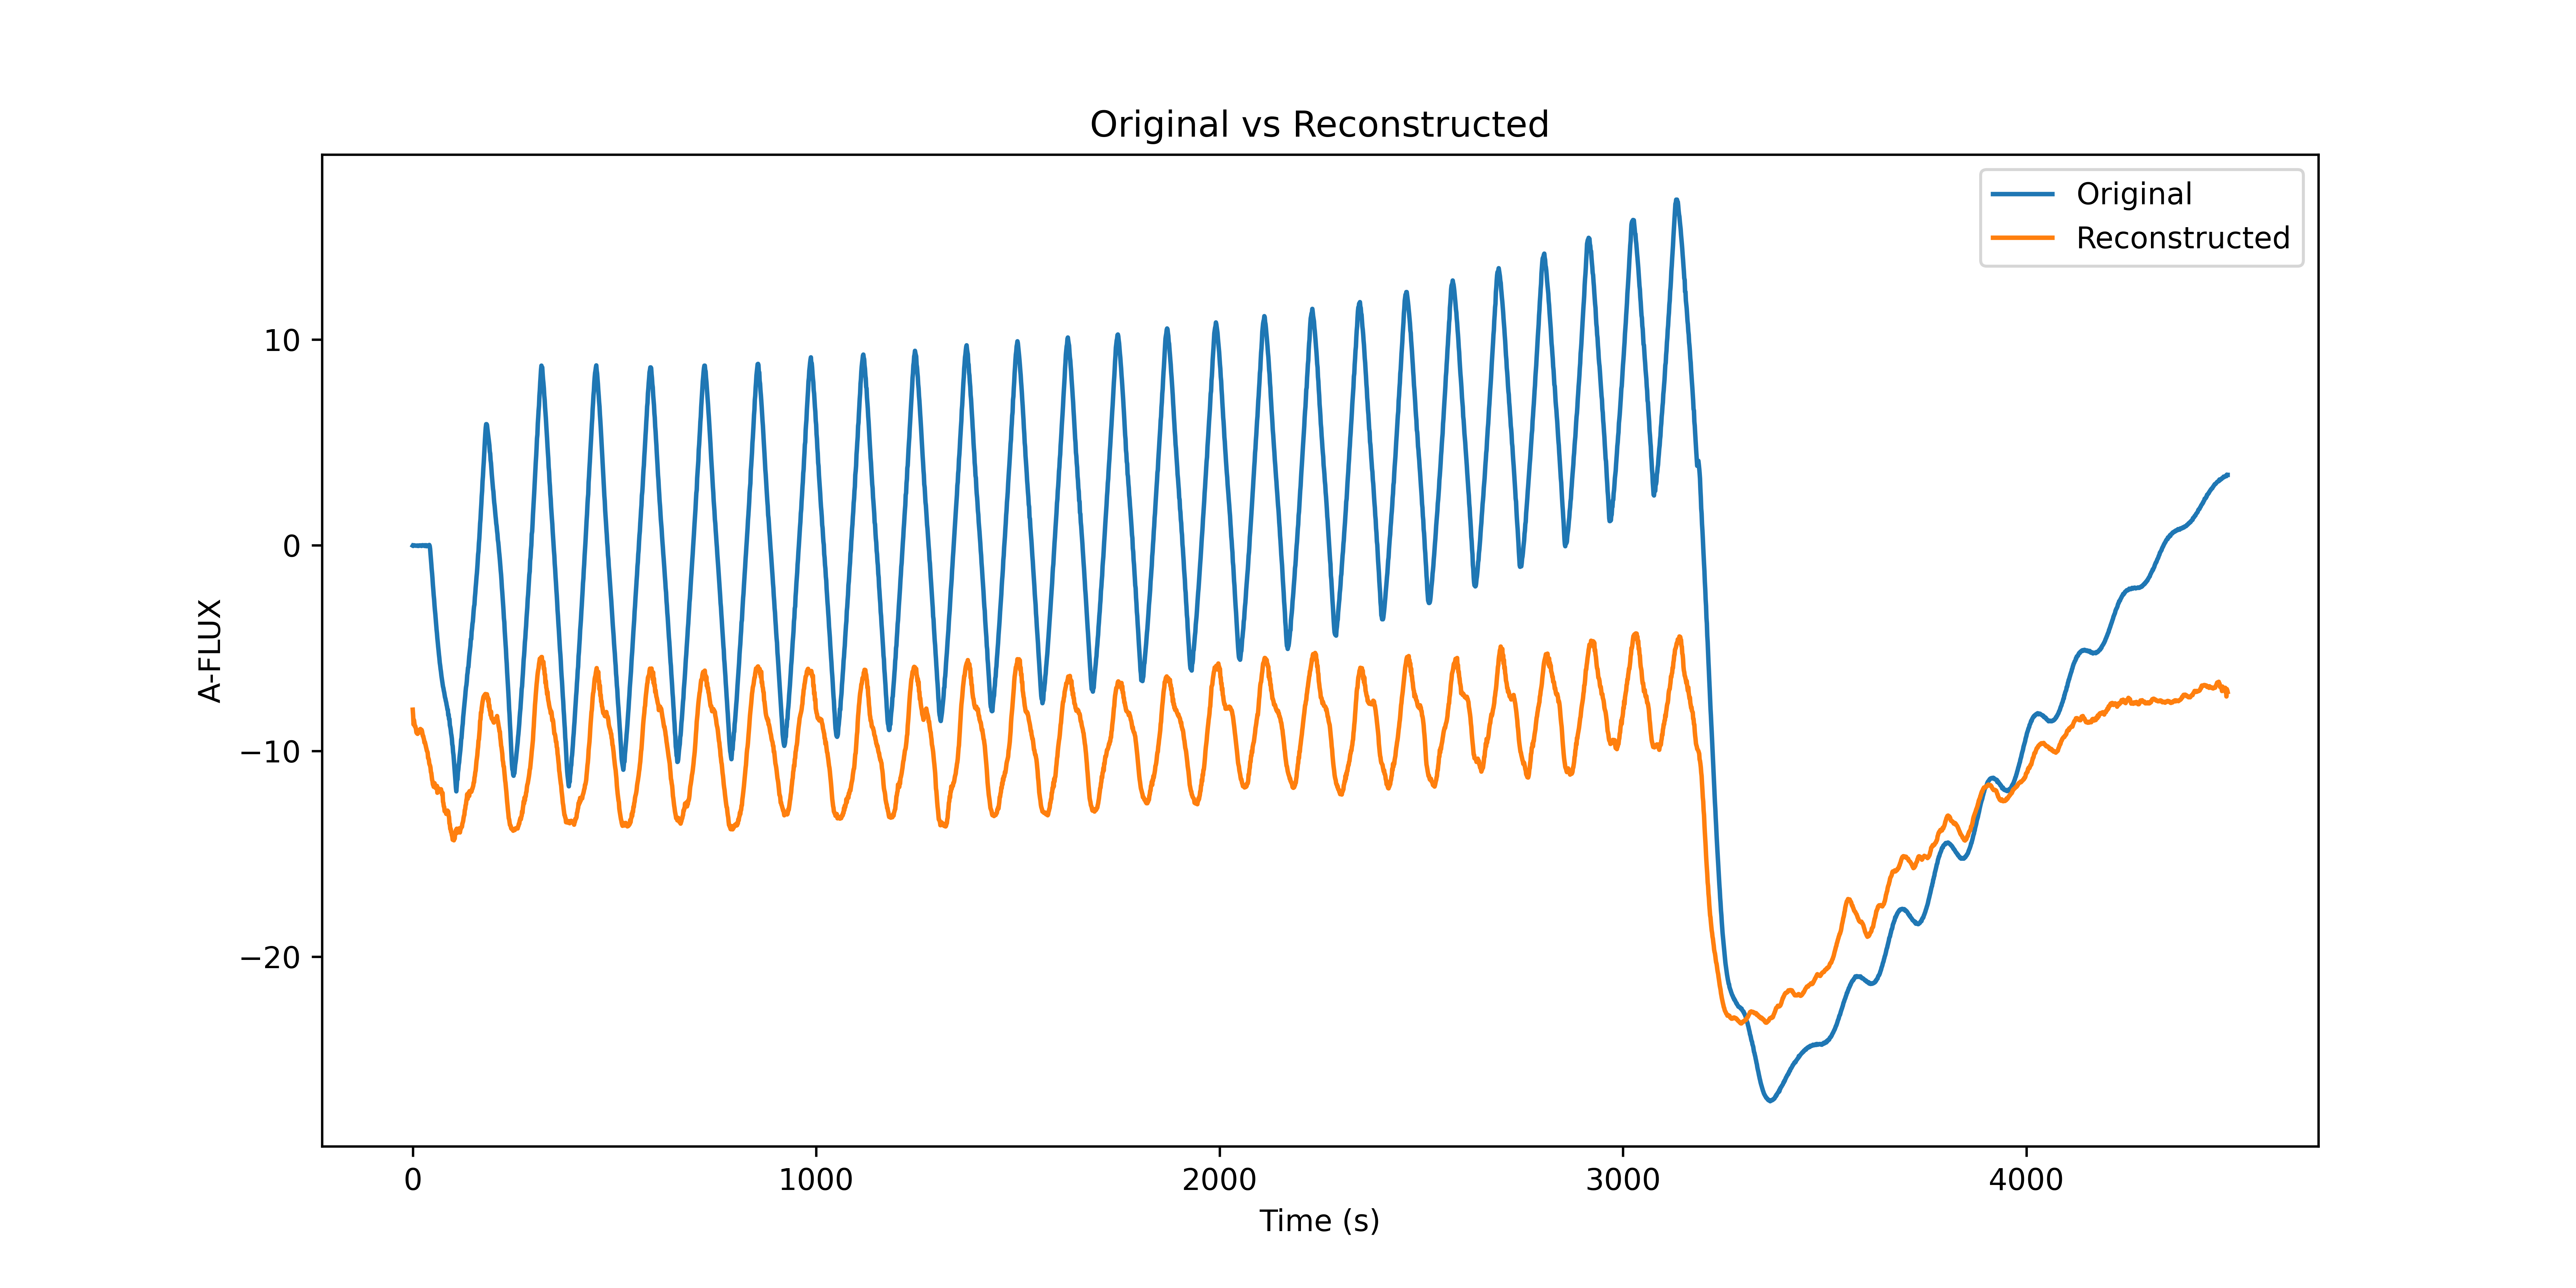 Original vs Reconstructed
Original
Reconstructed
10
0
−10
−20
A-FLUX
0
1000
2000
3000
4000
Time (s)